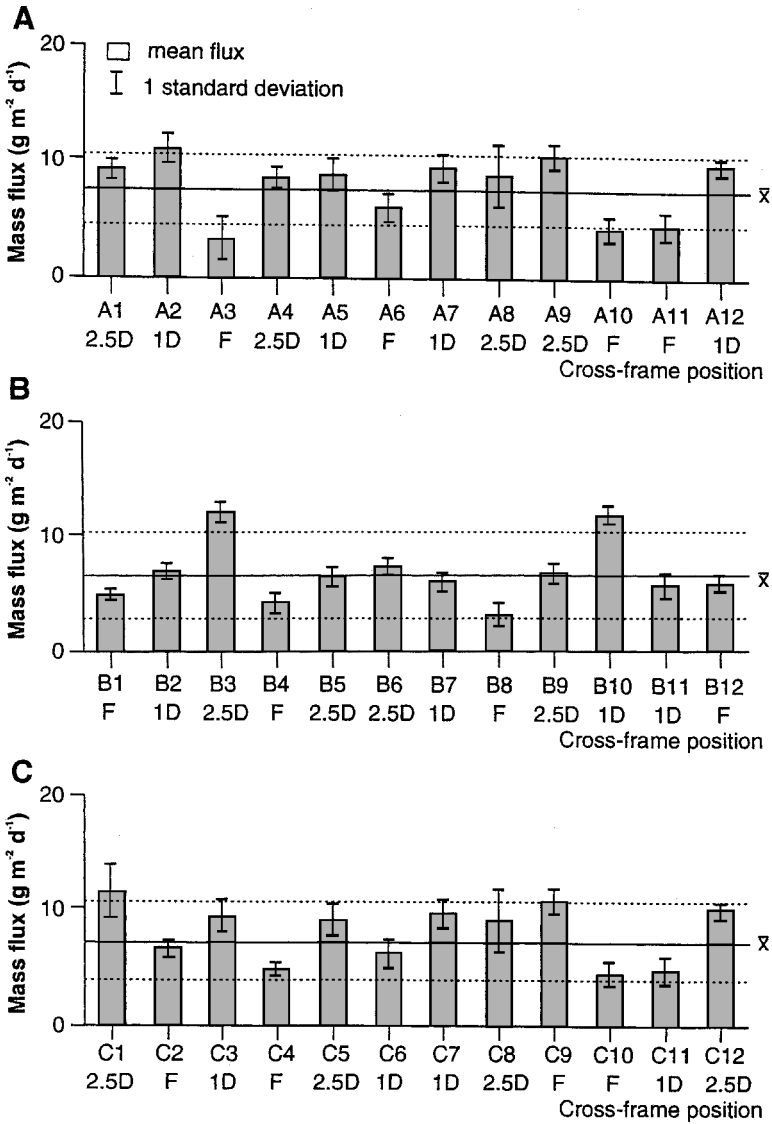 A
20
mean flux
1 standard deviation
10
0
Mass flux (g m⁻² d⁻¹)
x̄
A1 A2 A3 A4 A5 A6 A7 A8 A9 A10 A11 A12
2.5D 1D F 2.5D 1D F 1D 2.5D 2.5D F F 1D
Cross-frame position
B
20
10
0
Mass flux (g m⁻² d⁻¹)
x̄
B1 B2 B3 B4 B5 B6 B7 B8 B9 B10 B11 B12
F 1D 2.5D F 2.5D 2.5D 1D F 2.5D 1D 1D F
Cross-frame position
C
20
10
0
Mass flux (g m⁻² d⁻¹)
x̄
C1 C2 C3 C4 C5 C6 C7 C8 C9 C10 C11 C12
2.5D F 1D F 2.5D 1D 1D 2.5D F F 1D 2.5D
Cross-frame position